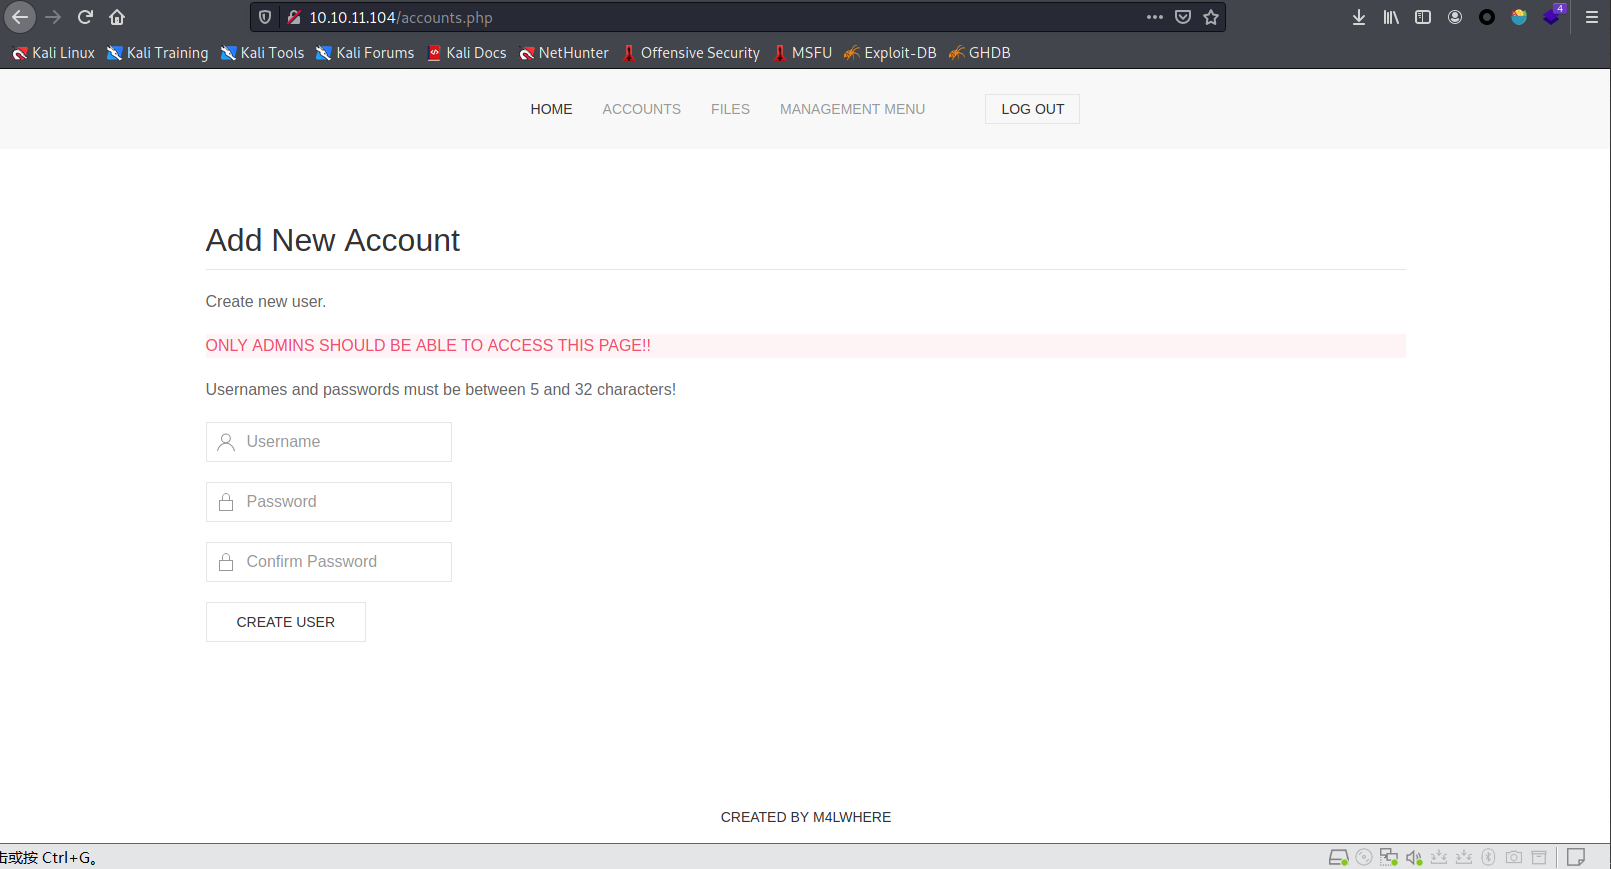 10.10.11.104/accounts.php
4
Kali Linux Kali Training Kali Tools Kali Forums Kali Docs NetHunter Offensive Security MSFU Exploit-DB GHDB
HOME ACCOUNTS FILES MANAGEMENT MENU LOG OUT
Add New Account
Create new user.
ONLY ADMINS SHOULD BE ABLE TO ACCESS THIS PAGE!!
Usernames and passwords must be between 5 and 32 characters!
Username
Password
Confirm Password
CREATE USER
CREATED BY M4LWHERE
击或按 Ctrl+G。